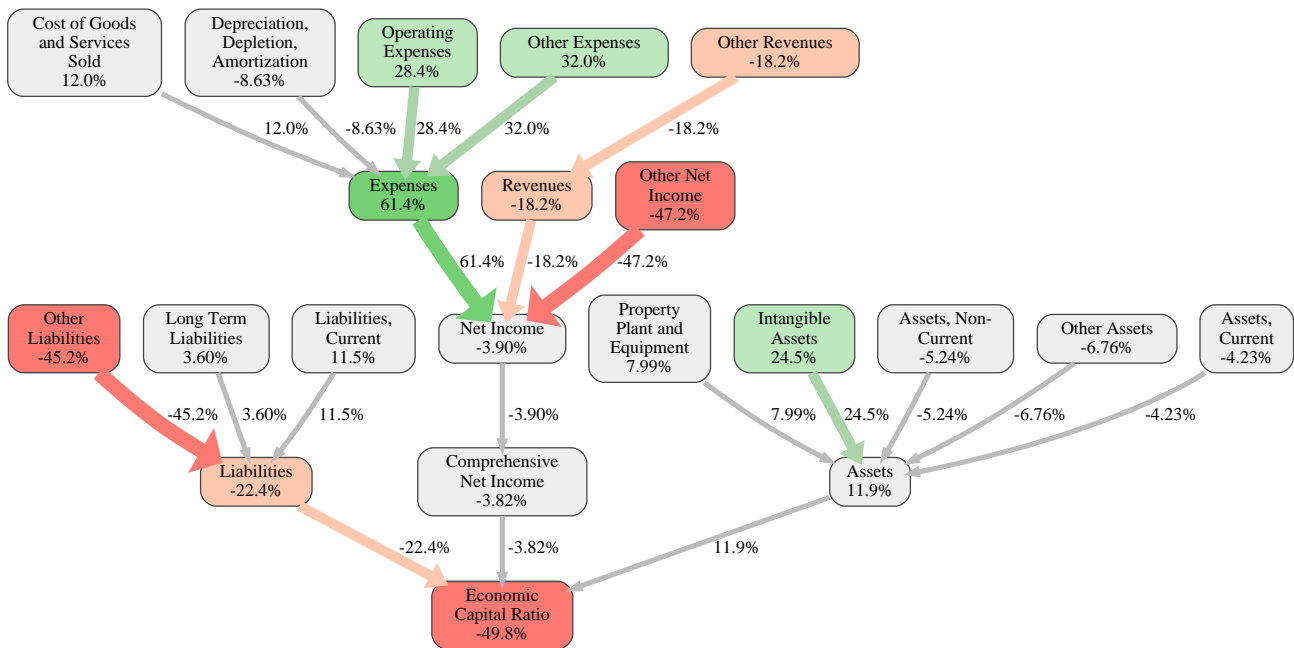 Cost of Goods
and Services
Sold
12.0%
Depreciation,
Depletion,
Amortization
-8.63%
Operating
Expenses
28.4%
Other Expenses
32.0%
Other Revenues
-18.2%
12.0%
-8.63%
28.4%
32.0%
-18.2%
Expenses
61.4%
Revenues
-18.2%
Other Net
Income
-47.2%
61.4%
-18.2%
-47.2%
Other
Liabilities
-45.2%
Long Term
Liabilities
3.60%
Liabilities,
Current
11.5%
Net Income
-3.90%
Property
Plant and
Equipment
7.99%
Intangible
Assets
24.5%
Assets, Non-
Current
-5.24%
Other Assets
-6.76%
Assets,
Current
-4.23%
-45.2%
3.60%
11.5%
-3.90%
7.99%
24.5%
-5.24%
-6.76%
-4.23%
Liabilities
-22.4%
Comprehensive
Net Income
-3.82%
Assets
11.9%
-22.4%
-3.82%
11.9%
Economic
Capital Ratio
-49.8%